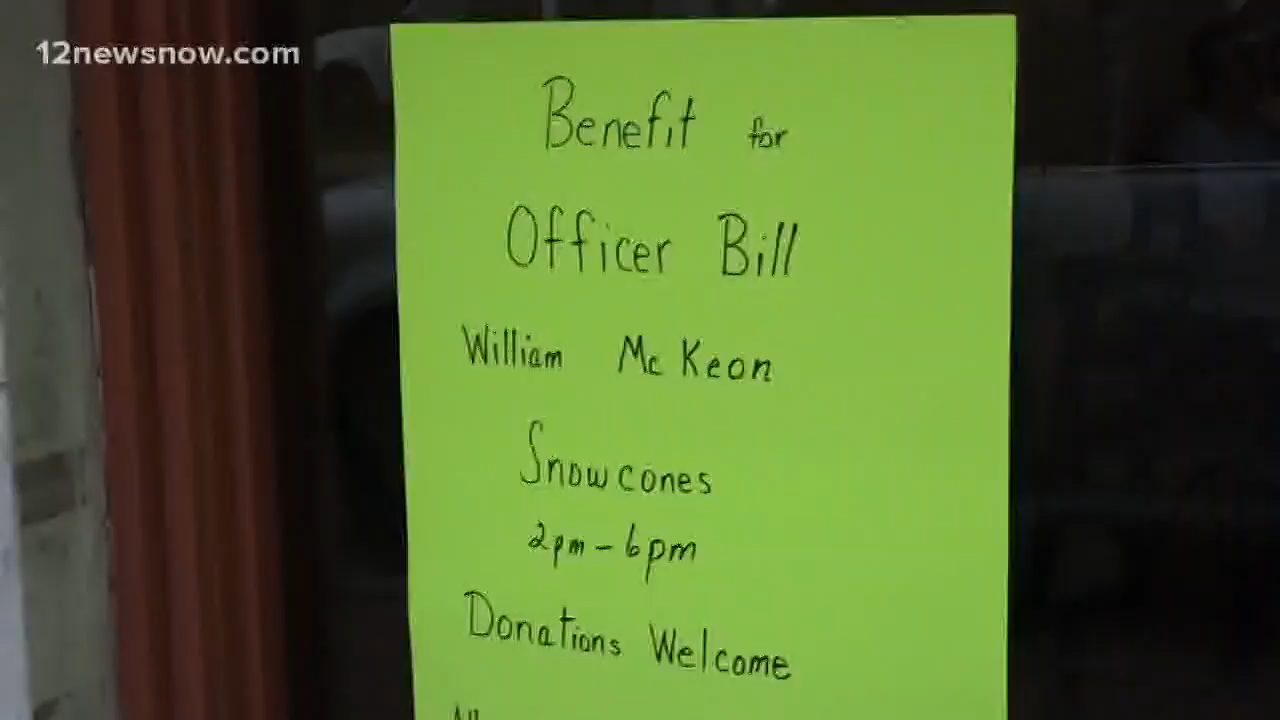 12newsnow.com
Benefit for
Officer Bill
William McKeon
Snowcones
2pm - 6pm
Donations Welcome